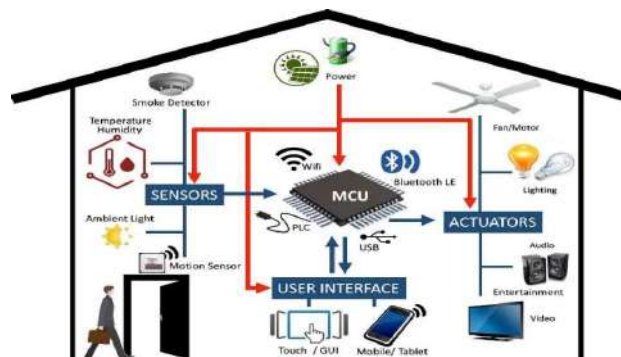 Power
Smoke Detector
Temperature
Humidity
Fan/Motor
Wifi
Bluetooth LE
Lighting
SENSORS
MCU
Ambient Light
PLC
USB
ACTUATORS
Motion Sensor
Audio
USER INTERFACE
Entertainment
Touch / GUI
Mobile/ Tablet
Video